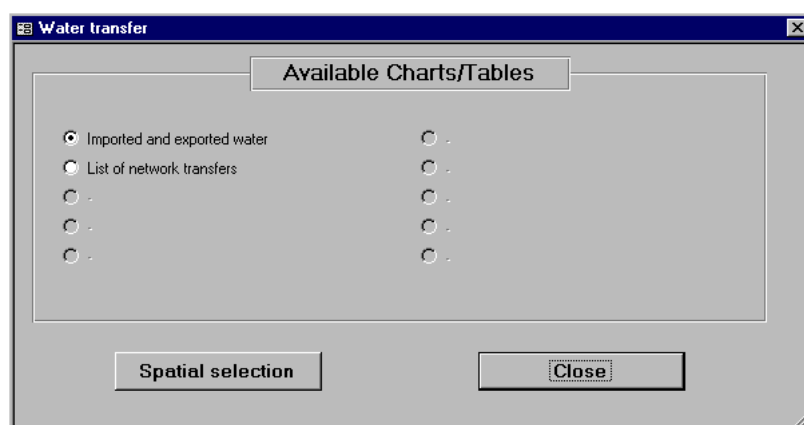 Water transfer
Available Charts/Tables
Imported and exported water
List of network transfers
-
-
-
-
-
-
-
-
Spatial selection
Close